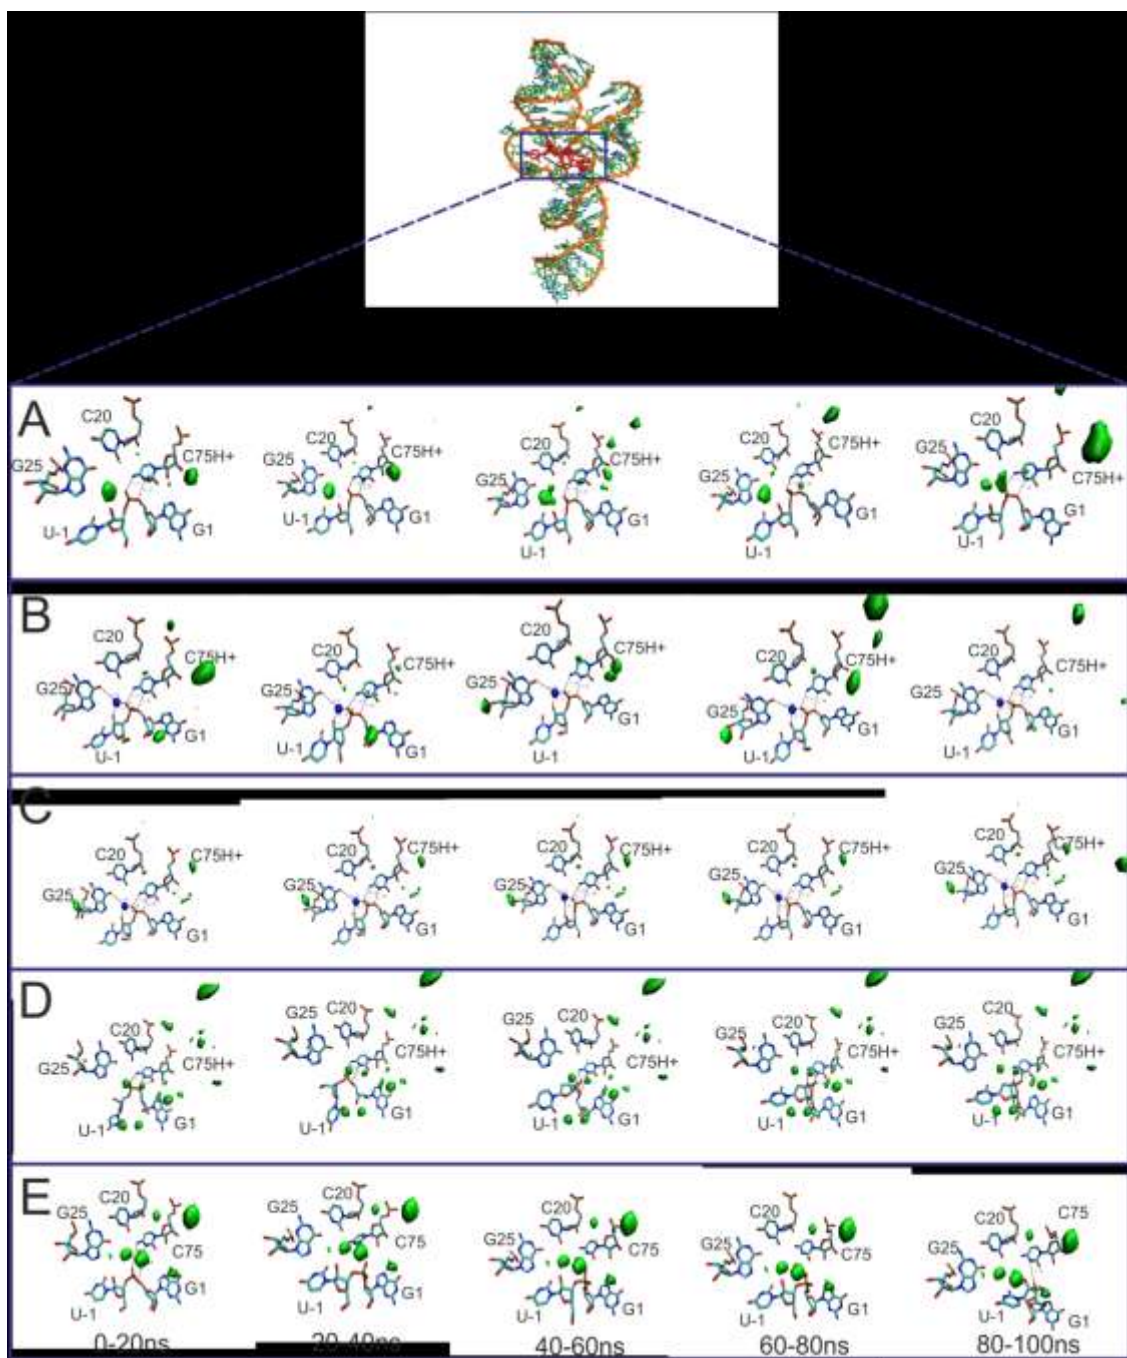 A
C20 C20 C20 C20 C20
G25 C75H+ G25 C75H+ G25 C75H+ G25 C75H+ C75H+
U-1 G1 U-1 U-1 U-1 U-1 G1
B
C20 C20 C20 C20 C20
G25 C75H+ G25 C75H+ G25 C75H+ G25 C75H+ G25 C75H+
U-1 G1 U-1 G1 U-1 U-1 G1 U-1
C
C20 C20 C20 C20 C20
G25 C75H+ G25 C75H+ G25 C75H+ G25 C75H+ G25 C75H+
G1 G1 G1 G1 G1
D
C20 G25 C20 G25 C20 G25 C20 G25 C20
G25 C75H+ C75H+ C75H+ C75H+ C75H+
U-1 G1 U-1 G1 U-1 G1 U-1 G1 U-1 G1
E
G25 C20 G25 C20 C20 C20 C20 C75
C75 C75 G25 C75 G25 C75 G25
U-1 G1 U-1 G1 U-1 G1 U-1 G1 U-1 G1
0-20ns 20-40ns 40-60ns 60-80ns 80-100ns